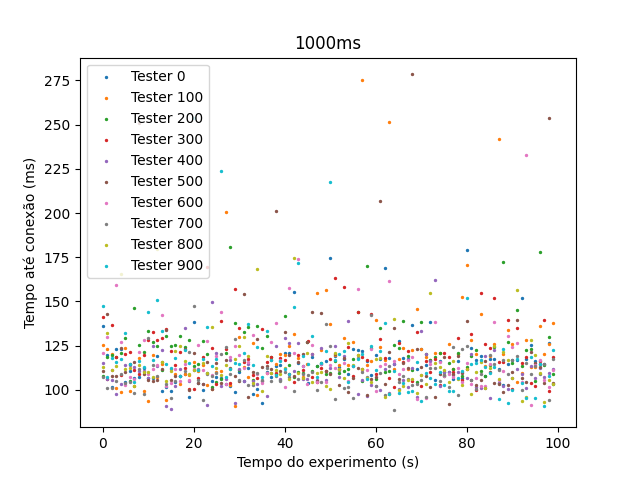 1000ms
275
250
225
200
175
150
125
100
Tempo até conexão (ms)
Tester 0
Tester 100
Tester 200
Tester 300
Tester 400
Tester 500
Tester 600
Tester 700
Tester 800
Tester 900
0 20 40 60 80 100
Tempo do experimento (s)